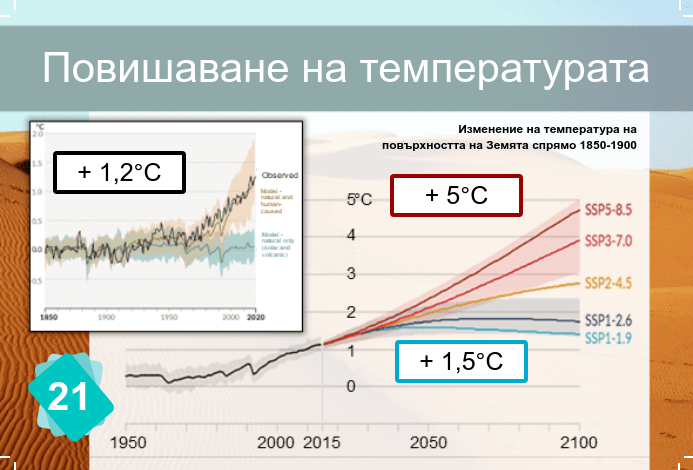 Повишаване на температурата
Изменение на температура на
повърхността на Земята спрямо 1850-1900
°C
2.0
1.5
1.0
0.5
0.0
0.5
+ 1,2°C
Observed
Model -
natural and
human-
caused
Model -
natural only
(solar and
volcanic)
1850
1900
1950
2000
2020
5°C
4
3
2
1
0
+ 5°C
+ 1,5°C
SSP5-8.5
SSP3-7.0
SSP2-4.5
SSP1-2.6
SSP1-1.9
21
1950
2000
2015
2050
2100